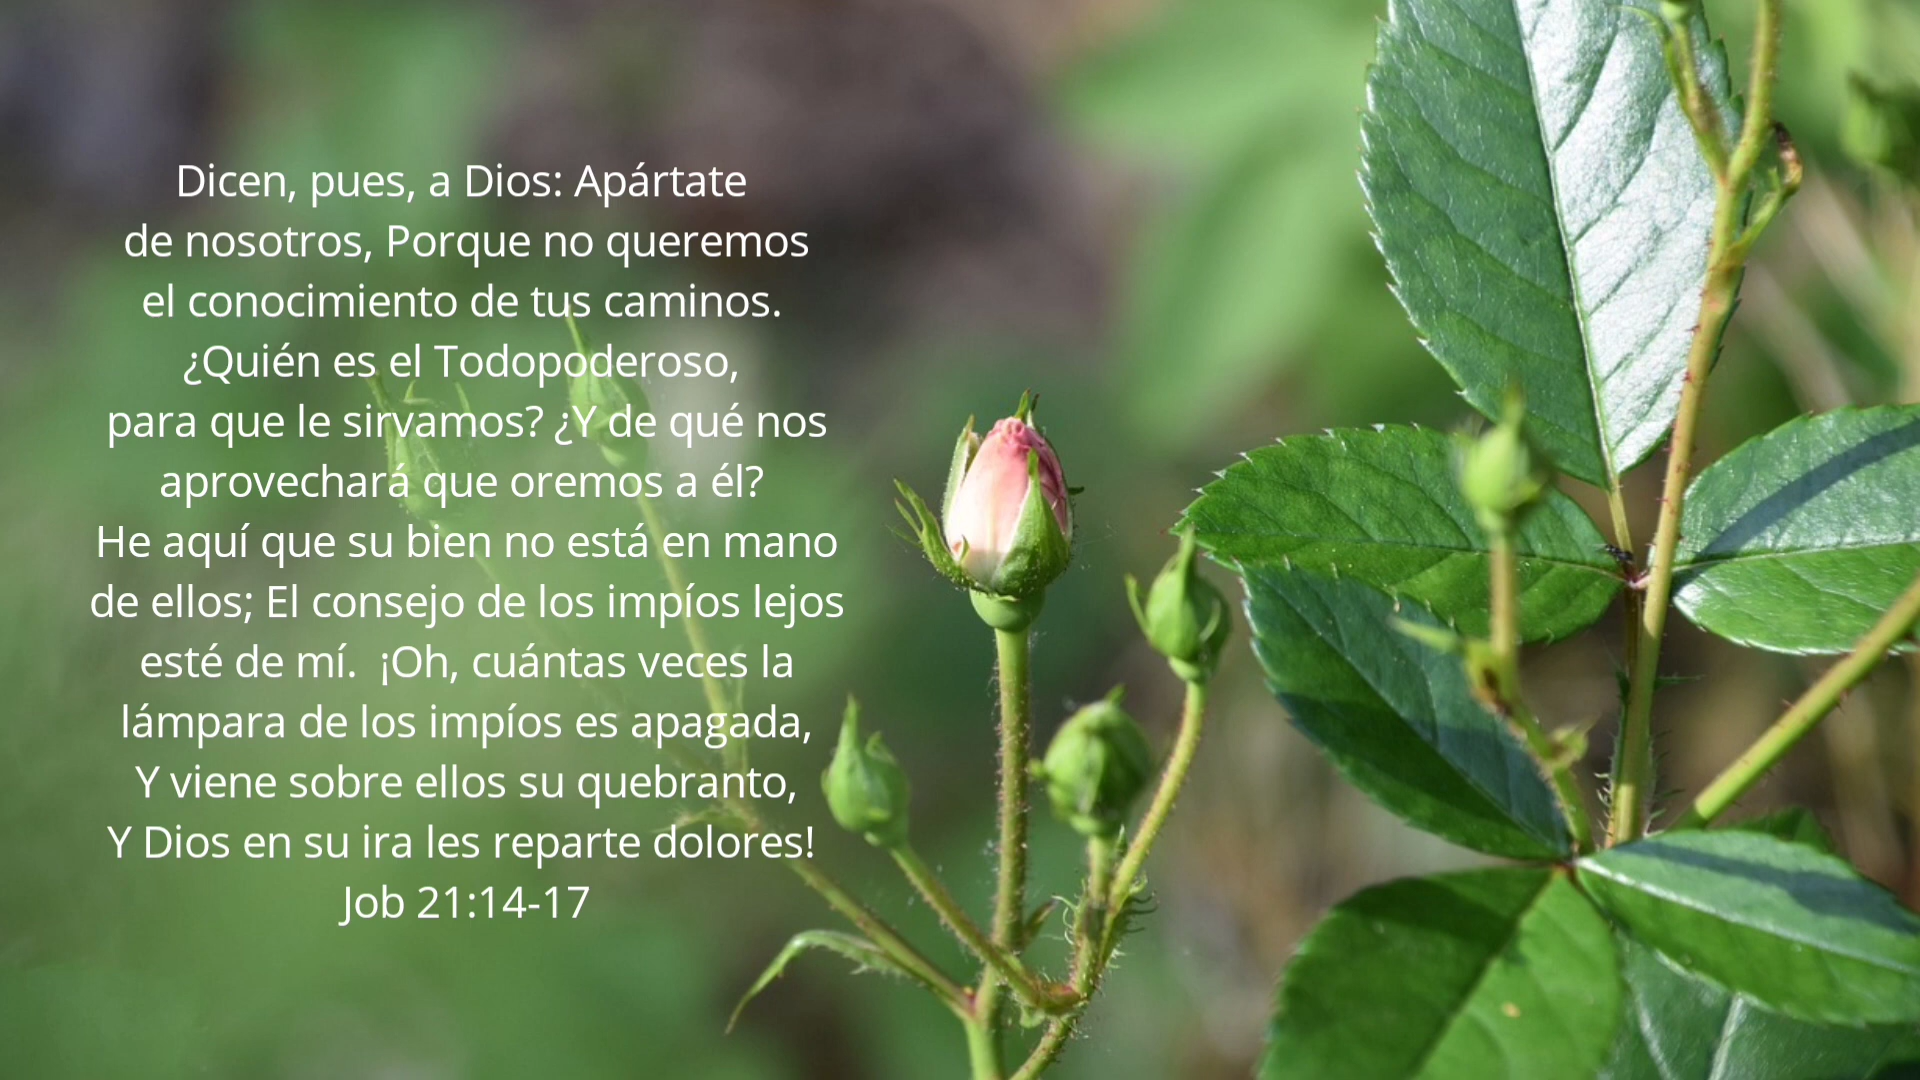 Dicen, pues, a Dios: Apártate
de nosotros, Porque no queremos
el conocimiento de tus caminos.
¿Quién es el Todopoderoso,
para que le sirvamos? ¿Y de qué nos
aprovechará que oremos a él?
He aquí que su bien no está en mano
de ellos; El consejo de los impíos lejos
esté de mí.  ¡Oh, cuántas veces la
lámpara de los impíos es apagada,
Y viene sobre ellos su quebranto,
Y Dios en su ira les reparte dolores!
Job 21:14-17